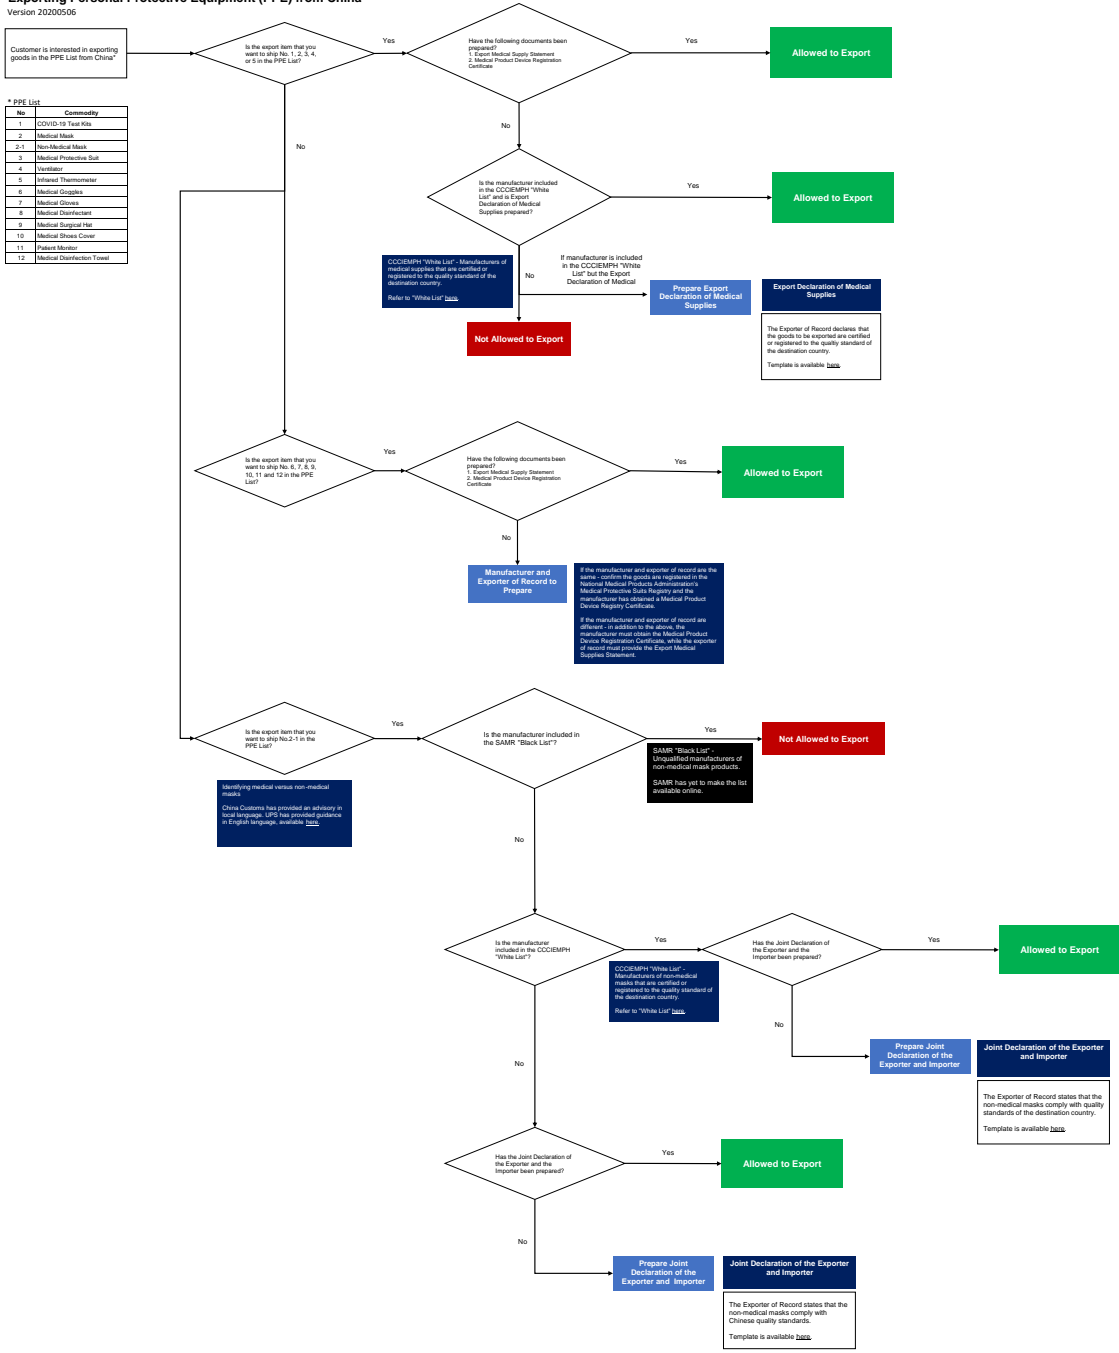 Exporting Personal Protective Equipment (PPE) from China
Version 20200506
Customer is interested in exporting
goods in the PPE List from China*
Is the export item that you
want to ship No. 1, 2, 3, 4,
or 5 in the PPE List?
Yes
Have the following documents been
prepared?
1. Export Medical Supply Statement
2. Medical Product Device Registration
Certificate
Yes
Allowed to Export
* PPE List
No Commodity
1 COVID-19 Test Kits
2 Medical Mask
2-1 Non-Medical Mask
3 Medical Protective Suit
4 Ventilator
5 Infrared Thermometer
6 Medical Goggles
7 Medical Gloves
8 Medical Disinfectant
9 Medical Surgical Hat
10 Medical Shoes Cover
11 Patient Monitor
12 Medical Disinfection Towel
No
No
Is the manufacturer included
in the CCCIEMPH "White
List" and is Export
Declaration of Medical
Supplies prepared?
Yes
Allowed to Export
CCCIEMPH "White List" - Manufacturers of
medical supplies that are certified or
registered to the quality standard of the
destination country.
Refer to "White List" here.
No
If manufacturer is included
in the CCCIEMPH "White
List" but the Export
Declaration of Medical
Prepare Export
Declaration of Medical
Supplies
Export Declaration of Medical
Supplies
The Exporter of Record declares that
the goods to be exported are certified
or registered to the qualtiy standard of
the destination country.
Template is available here.
Not Allowed to Export
Is the export item that you
want to ship No. 6, 7, 8, 9,
10, 11 and 12 in the PPE
List?
Yes
Have the following documents been
prepared?
1. Export Medical Supply Statement
2. Medical Product Device Registration
Certificate
Yes
Allowed to Export
No
Manufacturer and
Exporter of Record to
Prepare
If the manufacturer and exporter of record are the
same - confirm the goods are registered in the
National Medical Products Administration's
Medical Protective Suits Registry and the
manufacturer has obtained a Medical Product
Device Registry Certificate.
If the manufacturer and exporter of record are
different - in addition to the above, the
manufacturer must obtain the Medical Product
Device Registration Certificate, while the exporter
of record must provide the Export Medical
Supplies Statement.
Is the export item that you
want to ship No.2-1 in the
PPE List?
Yes
Is the manufacturer included in
the SAMR "Black List"?
Yes
Not Allowed to Export
SAMR "Black List" -
Unqualified manufacturers of
non-medical mask products.
SAMR has yet to make the list
available online.
Identifying medical versus non-medical
masks
China Customs has provided an advisory in
local language. UPS has provided guidance
in English language, available here.
No
Is the manufacturer
included in the CCCIEMPH
"White List"?
Yes
Has the Joint Declaration of
the Exporter and the
Importer been prepared?
Yes
Allowed to Export
CCCIEMPH "White List" -
Manufacturers of non-medical
masks that are certified or
registered to the quality standard of
the destination country.
Refer to "White List" here.
No
Prepare Joint
Declaration of the
Exporter and Importer
Joint Declaration of the Exporter
and Importer
The Exporter of Record states that the
non-medical masks comply with quality
standards of the destination country.
Template is available here.
No
Has the Joint Declaration of
the Exporter and the
Importer been prepared?
Yes
Allowed to Export
No
Prepare Joint
Declaration of the
Exporter and Importer
Joint Declaration of the Exporter
and Importer
The Exporter of Record states that the
non-medical masks comply with
Chinese quality standards.
Template is available here.